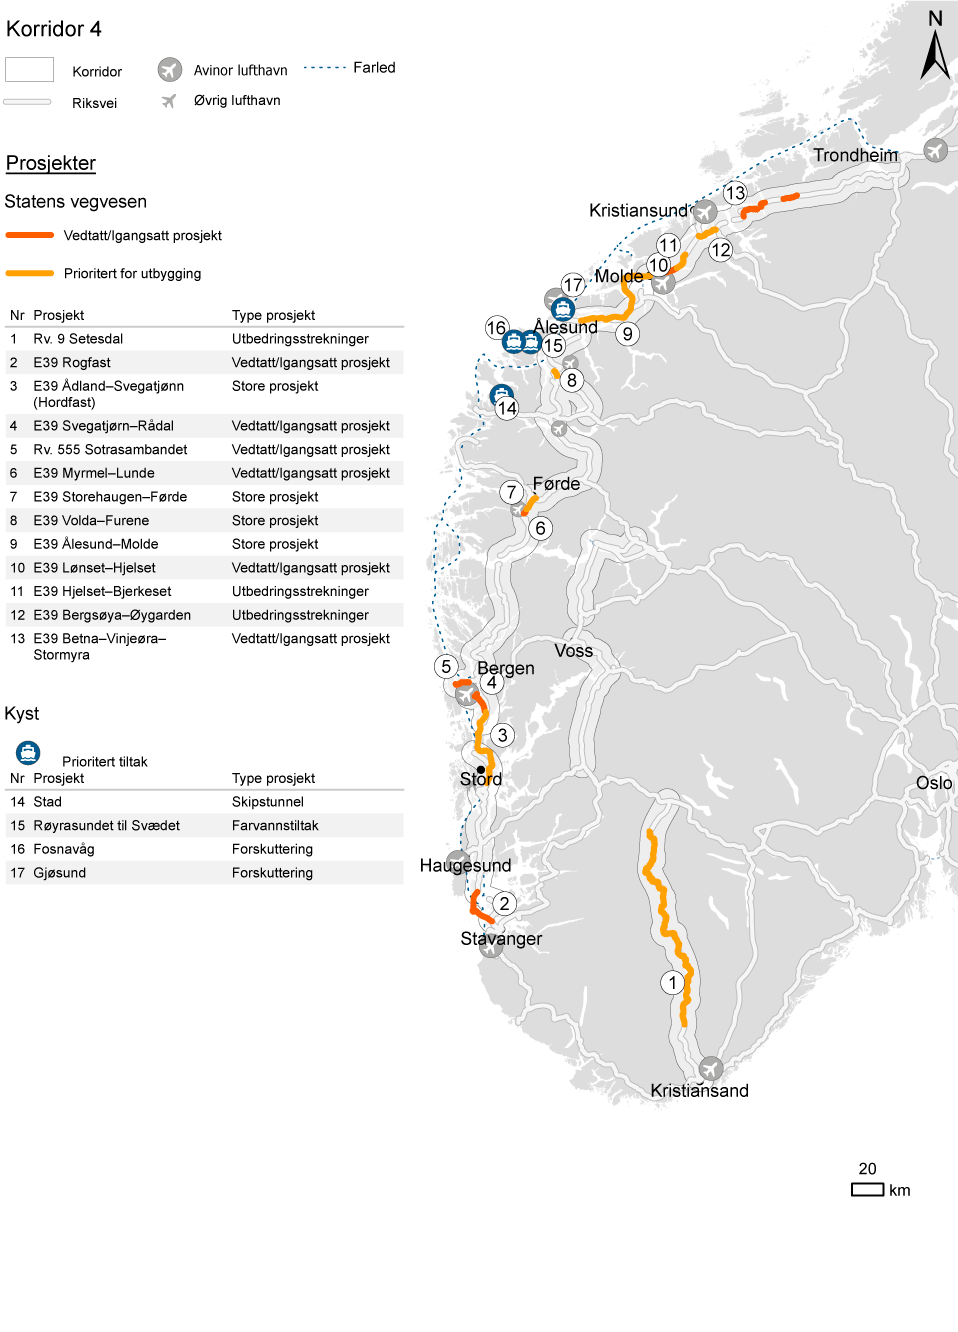 Korridor 4
Korridor
Avinor lufthavn
Farled
Riksvei
Øvrig lufthavn
Prosjekter
Statens vegvesen
Vedtatt/Igangsatt prosjekt
Prioritert for utbygging
Nr Prosjekt Type prosjekt
1 Rv. 9 Setesdal Utbedringsstrekninger
2 E39 Rogfast Vedtatt/Igangsatt prosjekt
3 E39 Ådland–Svegatjønn Store prosjekt
(Hordfast)
4 E39 Svegatjørn–Rådal Vedtatt/Igangsatt prosjekt
5 Rv. 555 Sotrasambandet Vedtatt/Igangsatt prosjekt
6 E39 Myrmel–Lunde Vedtatt/Igangsatt prosjekt
7 E39 Storehaugen–Førde Store prosjekt
8 E39 Volda–Furene Store prosjekt
9 E39 Ålesund–Molde Store prosjekt
10 E39 Lønset–Hjelset Vedtatt/Igangsatt prosjekt
11 E39 Hjelset–Bjerkeset Utbedringsstrekninger
12 E39 Bergsøya–Øygarden Utbedringsstrekninger
13 E39 Betna–Vinjeøra– Vedtatt/Igangsatt prosjekt
Stormyra
Kyst
Prioritert tiltak
Nr Prosjekt Type prosjekt
14 Stad Skipstunnel
15 Røyrasundet til Svædet Farvannstiltak
16 Fosnavåg Forskuttering
17 Gjøsund Forskuttering
N
Trondheim
13
Kristiansund
11
12
10
Molde
17
16
Ålesund
9
15
8
14
Førde
7
6
Voss
5
Bergen
4
3
Stord
Oslo
Haugesund
2
Stavanger
1
Kristiansand
20
km